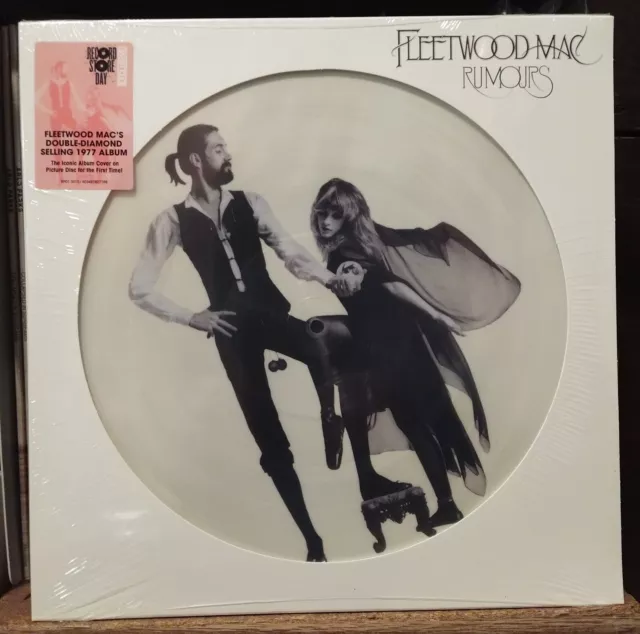 FLEETWOOD MAC
RUMOURS
RECORD
STORE
DAY
FLEETWOOD MAC'S
DOUBLE-DIAMOND
SELLING 1977 ALBUM
The Iconic Album Cover on
Picture Disc for the First Time!